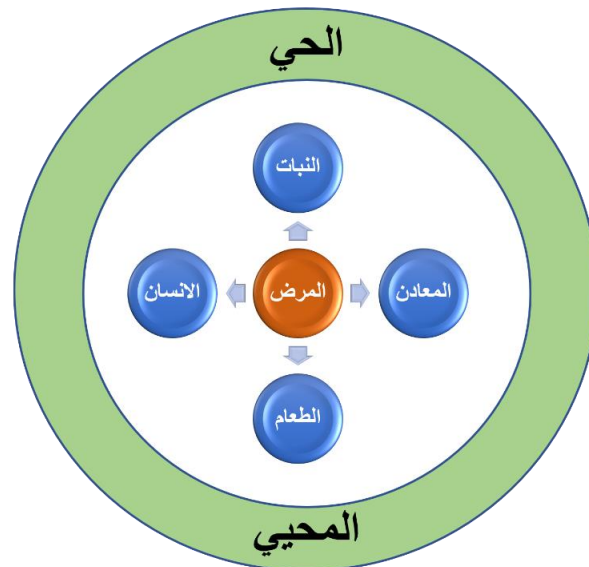 الحي
النبات
المعادن
المرض
الانسان
الطعام
المحيي